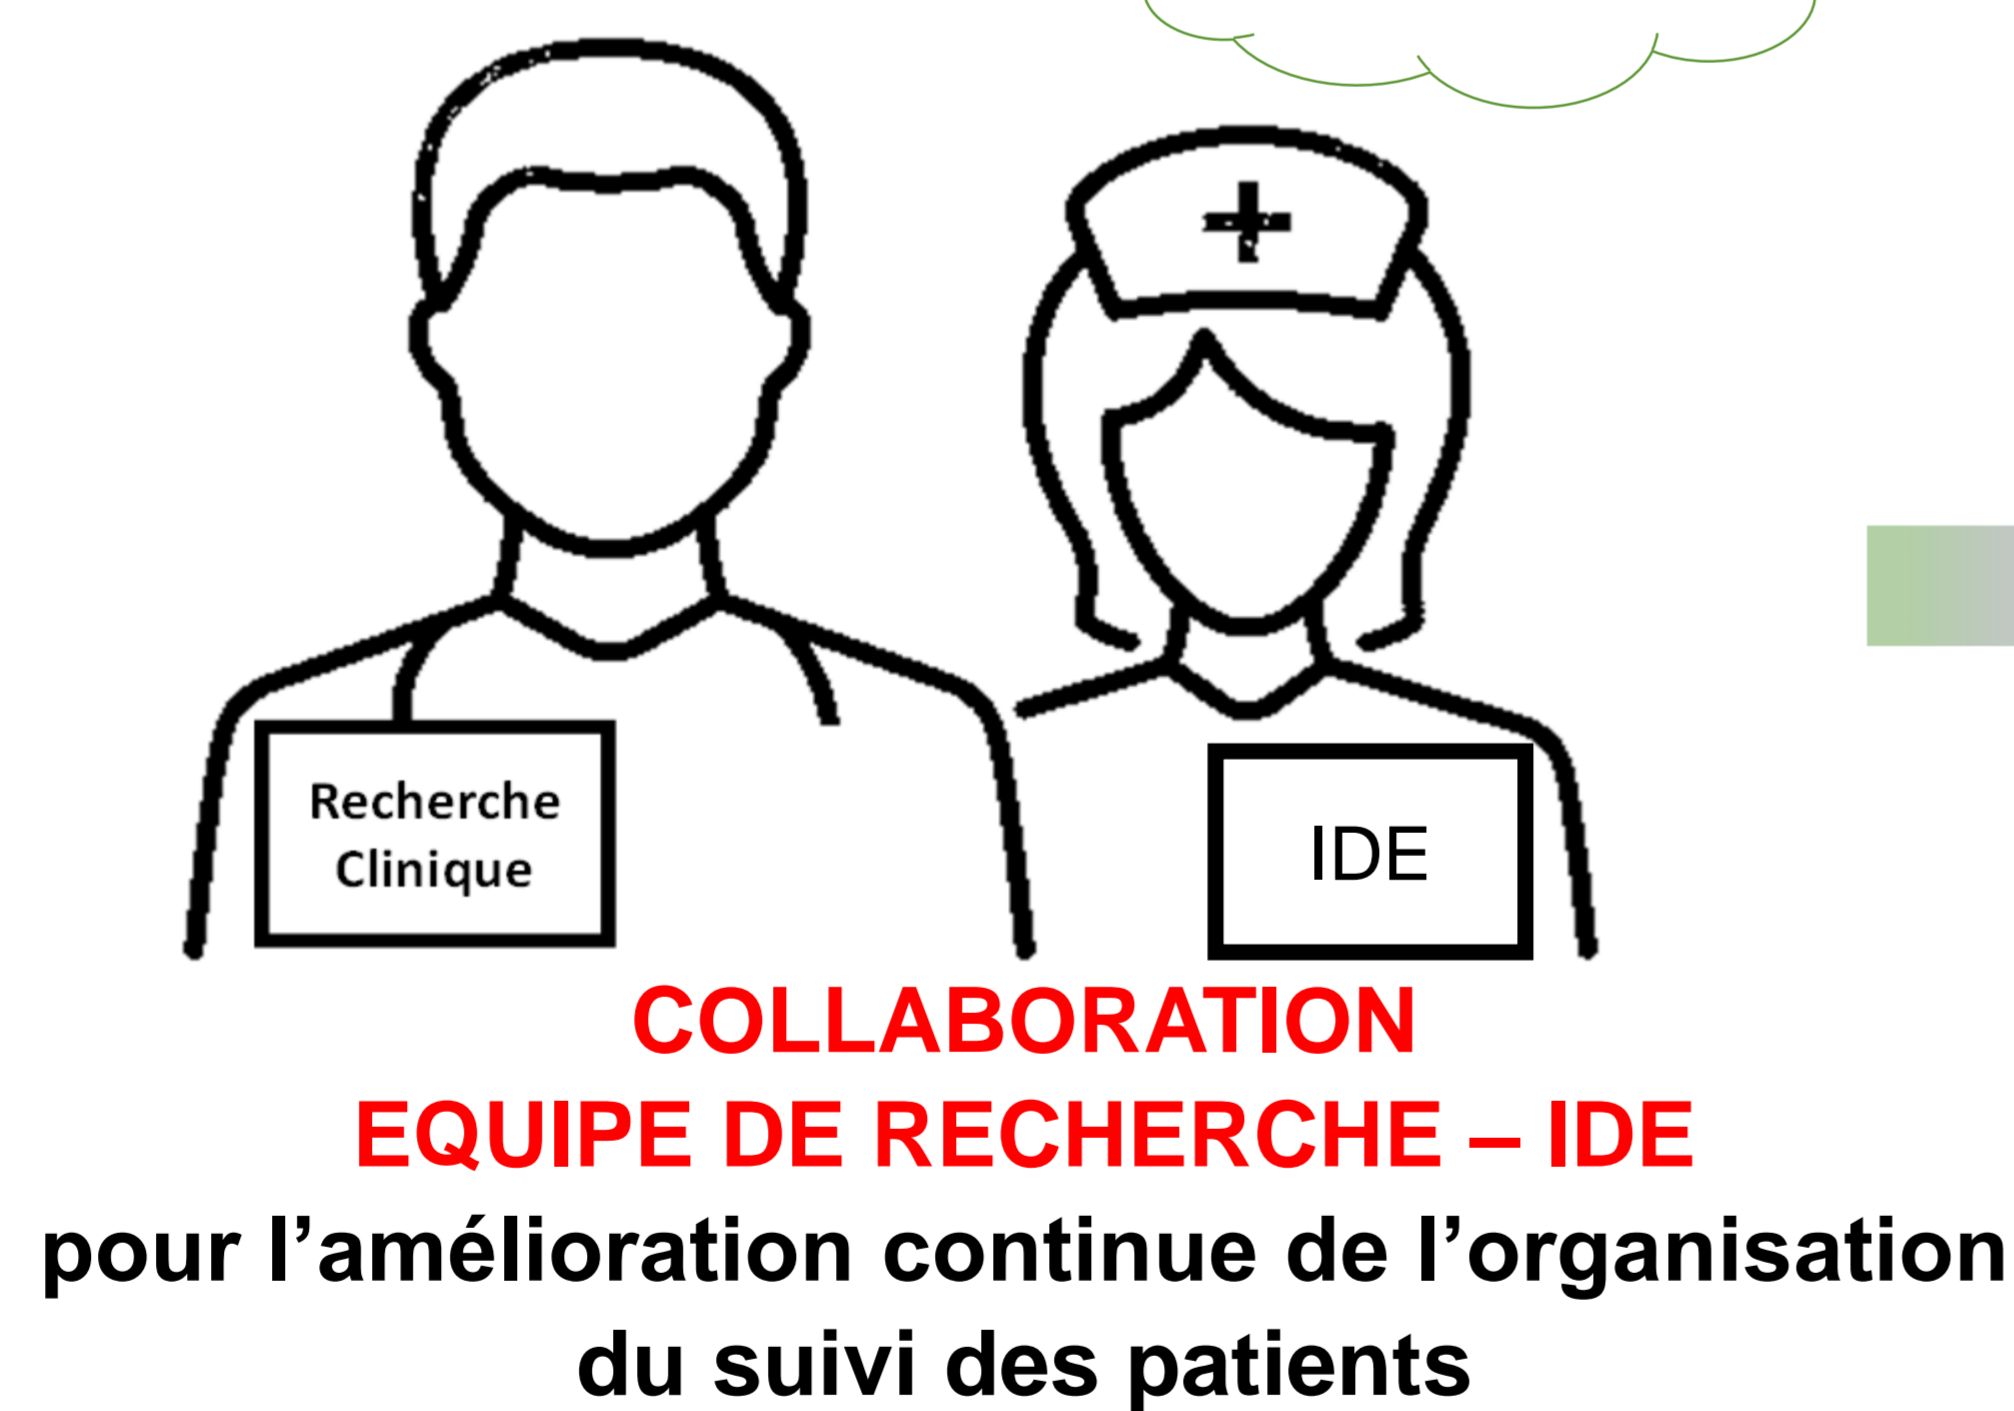 Recherche
Clinique
IDE
COLLABORATION
EQUIPE DE RECHERCHE – IDE
pour l’amélioration continue de l’organisation
du suivi des patients